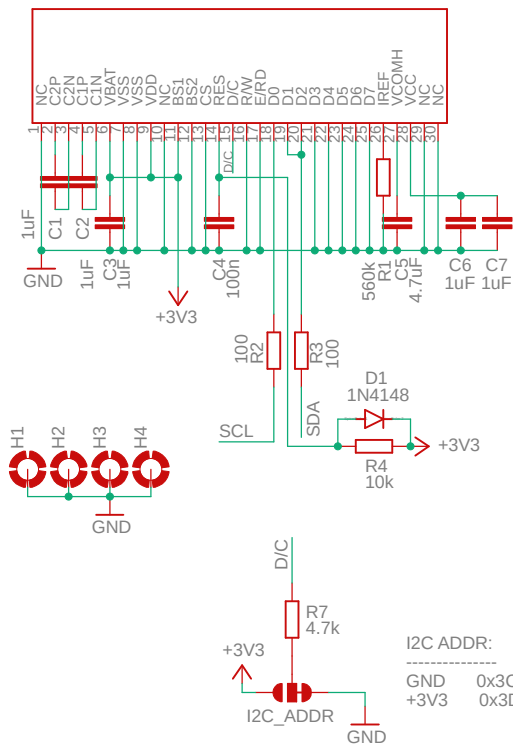 NC
C2P
C2N
C1P
C1N
VBAT
VSS
VSS
VDD
NC
BS1
BS2
CS
RES
D/C
R/W
E/RD
D0
D1
D2
D3
D4
D5
D6
D7
IREF
VCOMH
VCC
NC
NC
1
2
3
4
5
6
7
8
9
10
11
12
13
14
15
16
17
18
19
20
21
22
23
24
25
26
27
28
29
30
D/C
1uF
C1
C2
1uF
C3
1uF
C4
100n
560k
R1
C5
4.7uF
C6
1uF
C7
1uF
GND
+3V3
100
R2
R3
100
D1
1N4148
SCL
SDA
+3V3
R4
10k
H1
H2
H3
H4
GND
D/C
R7
4.7k
+3V3
I2C_ADDR
GND
I2C ADDR:
---------------
GND 0x3C
+3V3 0x3D